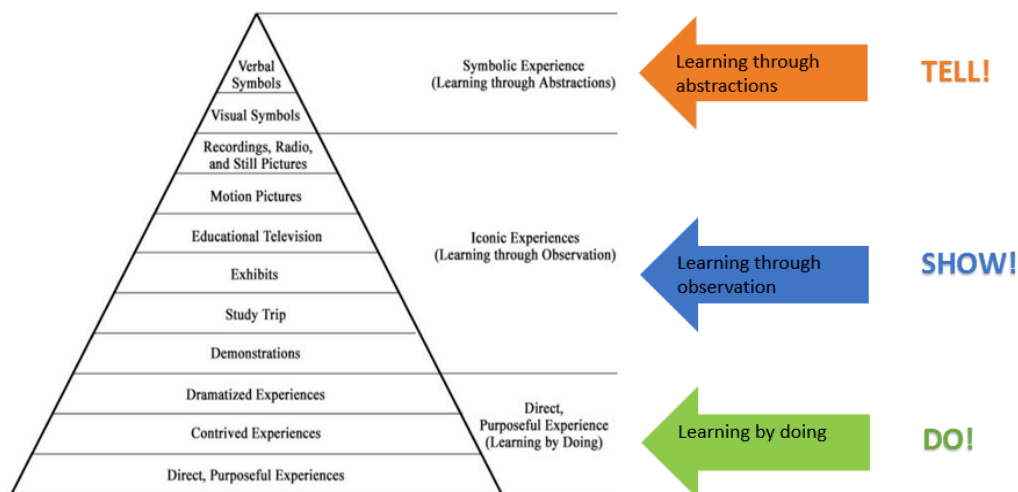 Verbal
Symbols
Visual Symbols
Recordings, Radio,
and Still Pictures
Motion Pictures
Educational Television
Exhibits
Study Trip
Demonstrations
Dramatized Experiences
Contrived Experiences
Direct, Purposeful Experiences
Symbolic Experience
(Learning through Abstractions)
Iconic Experiences
(Learning through Observation)
Direct,
Purposeful Experience
(Learning by Doing)
Learning through
abstractions
TELL!
Learning through
observation
SHOW!
Learning by doing
DO!